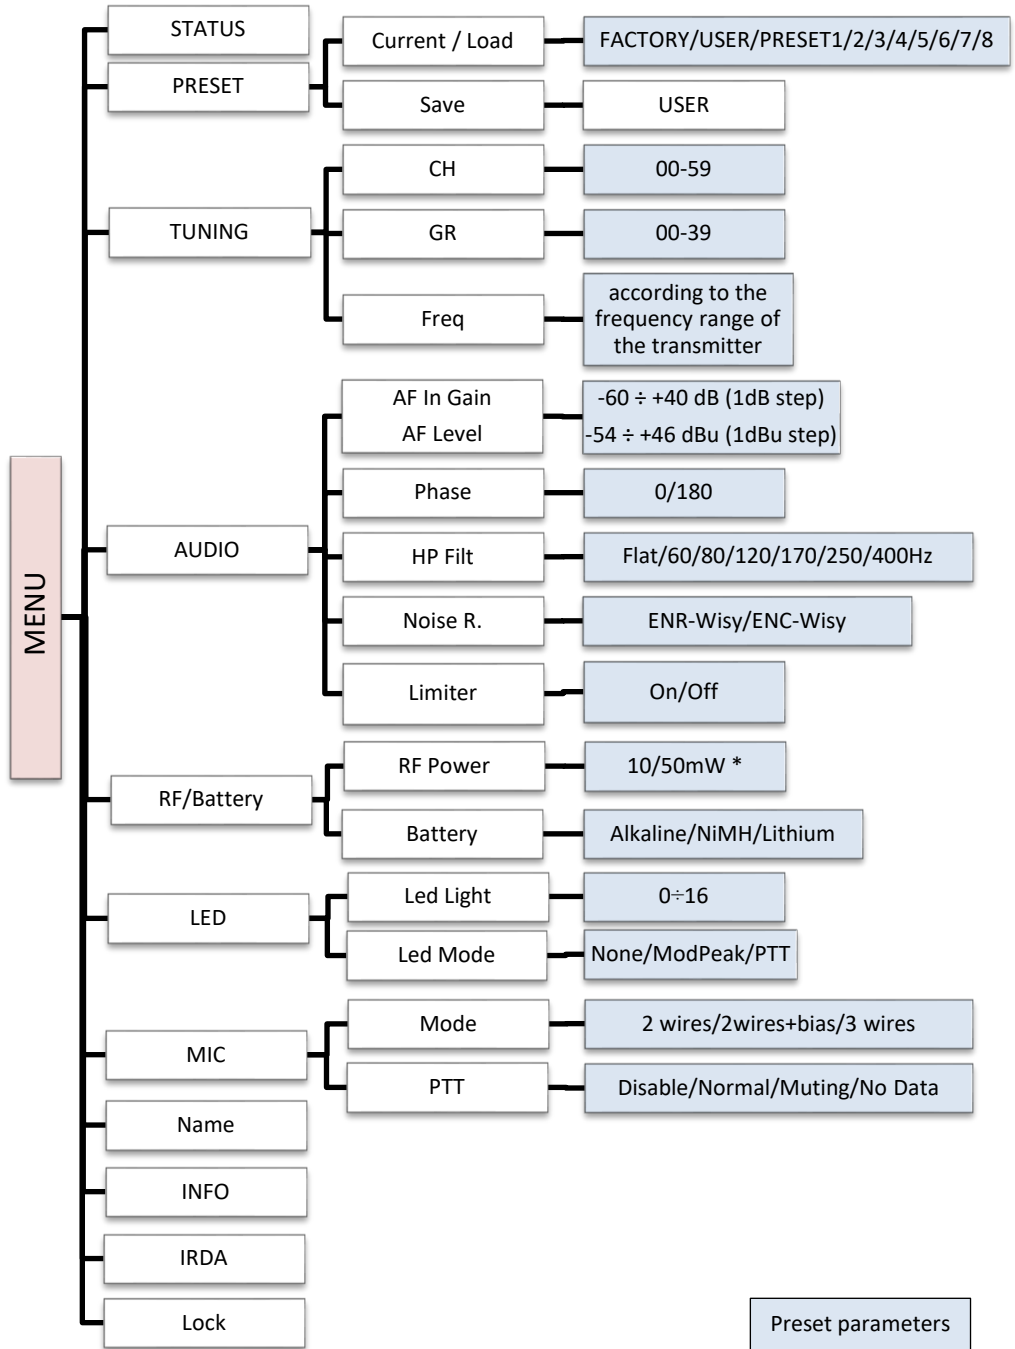 MENU
STATUS
PRESET
Current / Load
FACTORY/USER/PRESET1/2/3/4/5/6/7/8
Save
USER
TUNING
CH
00-59
GR
00-39
Freq
according to the
frequency range of
the transmitter
AUDIO
AF In Gain
AF Level
-60 ÷ +40 dB (1dB step)
-54 ÷ +46 dBu (1dBu step)
Phase
0/180
HP Filt
Flat/60/80/120/170/250/400Hz
Noise R.
ENR-Wisy/ENC-Wisy
Limiter
On/Off
RF/Battery
RF Power
10/50mW *
Battery
Alkaline/NiMH/Lithium
LED
Led Light
0÷16
Led Mode
None/ModPeak/PTT
MIC
Mode
2 wires/2wires+bias/3 wires
PTT
Disable/Normal/Muting/No Data
Name
INFO
IRDA
Lock
Preset parameters